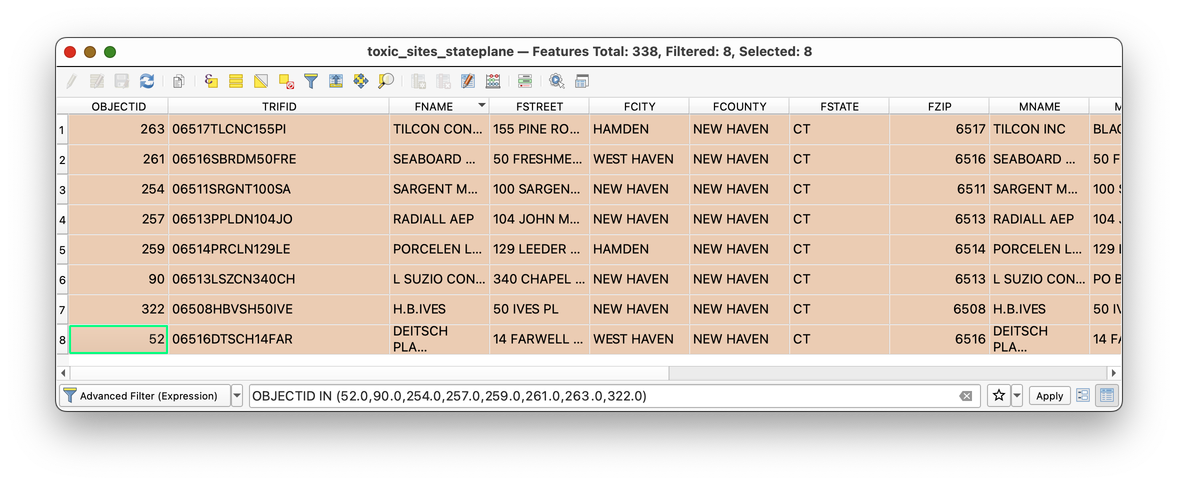 toxic_sites_stateplane — Features Total: 338, Filtered: 8, Selected: 8
OBJECTID TRIFID FNAME FSTREET FCITY FCOUNTY FSTATE FZIP MNAME
1 263 06517TLCNC155PI TILCON CON... 155 PINE RO... HAMDEN NEW HAVEN CT 6517 TILCON INC BLAC
2 261 06516SBRDM50FRE SEABOARD ... 50 FRESHME... WEST HAVEN NEW HAVEN CT 6516 SEABOARD ... 50 F
3 254 06511SRGNT100SA SARGENT M... 100 SARGEN... NEW HAVEN NEW HAVEN CT 6511 SARGENT M... 100
4 257 06513PPLDN104JO RADIALL AEP 104 JOHN M... NEW HAVEN NEW HAVEN CT 6513 RADIALL AEP 104
5 259 06514PRCLN129LE PORCELEN L... 129 LEEDER ... HAMDEN NEW HAVEN CT 6514 PORCELEN L... 129
6 90 06513LSZCN340CH L SUZIO CON... 340 CHAPEL ... NEW HAVEN NEW HAVEN CT 6513 L SUZIO CON... PO B
7 322 06508HBVSH50IVE H.B.IVES 50 IVES PL NEW HAVEN NEW HAVEN CT 6508 H.B.IVES 50
8 52 06516DTSCH14FAR DEITSCH PLA... 14 FARWELL ... WEST HAVEN NEW HAVEN CT 6516 DEITSCH PLA... 14 F
Advanced Filter (Expression) OBJECTID IN (52.0,90.0,254.0,257.0,259.0,261.0,263.0,322.0) Apply